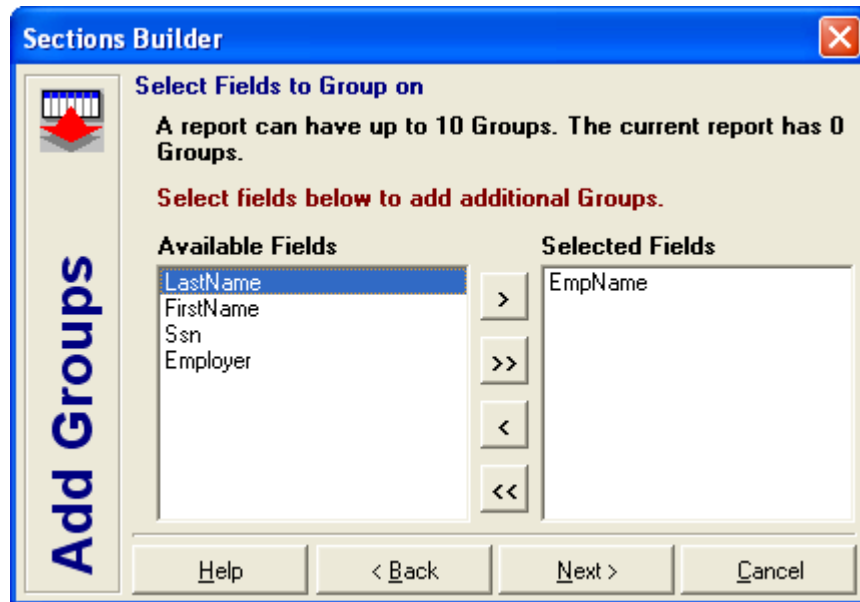 Sections Builder
Add Groups
Select Fields to Group on
A report can have up to 10 Groups. The current report has 0
Groups.
Select fields below to add additional Groups.
Available Fields
Selected Fields
LastName
FirstName
Ssn
Employer
>
>>
<
<<
EmpName
Help
< Back
Next >
Cancel